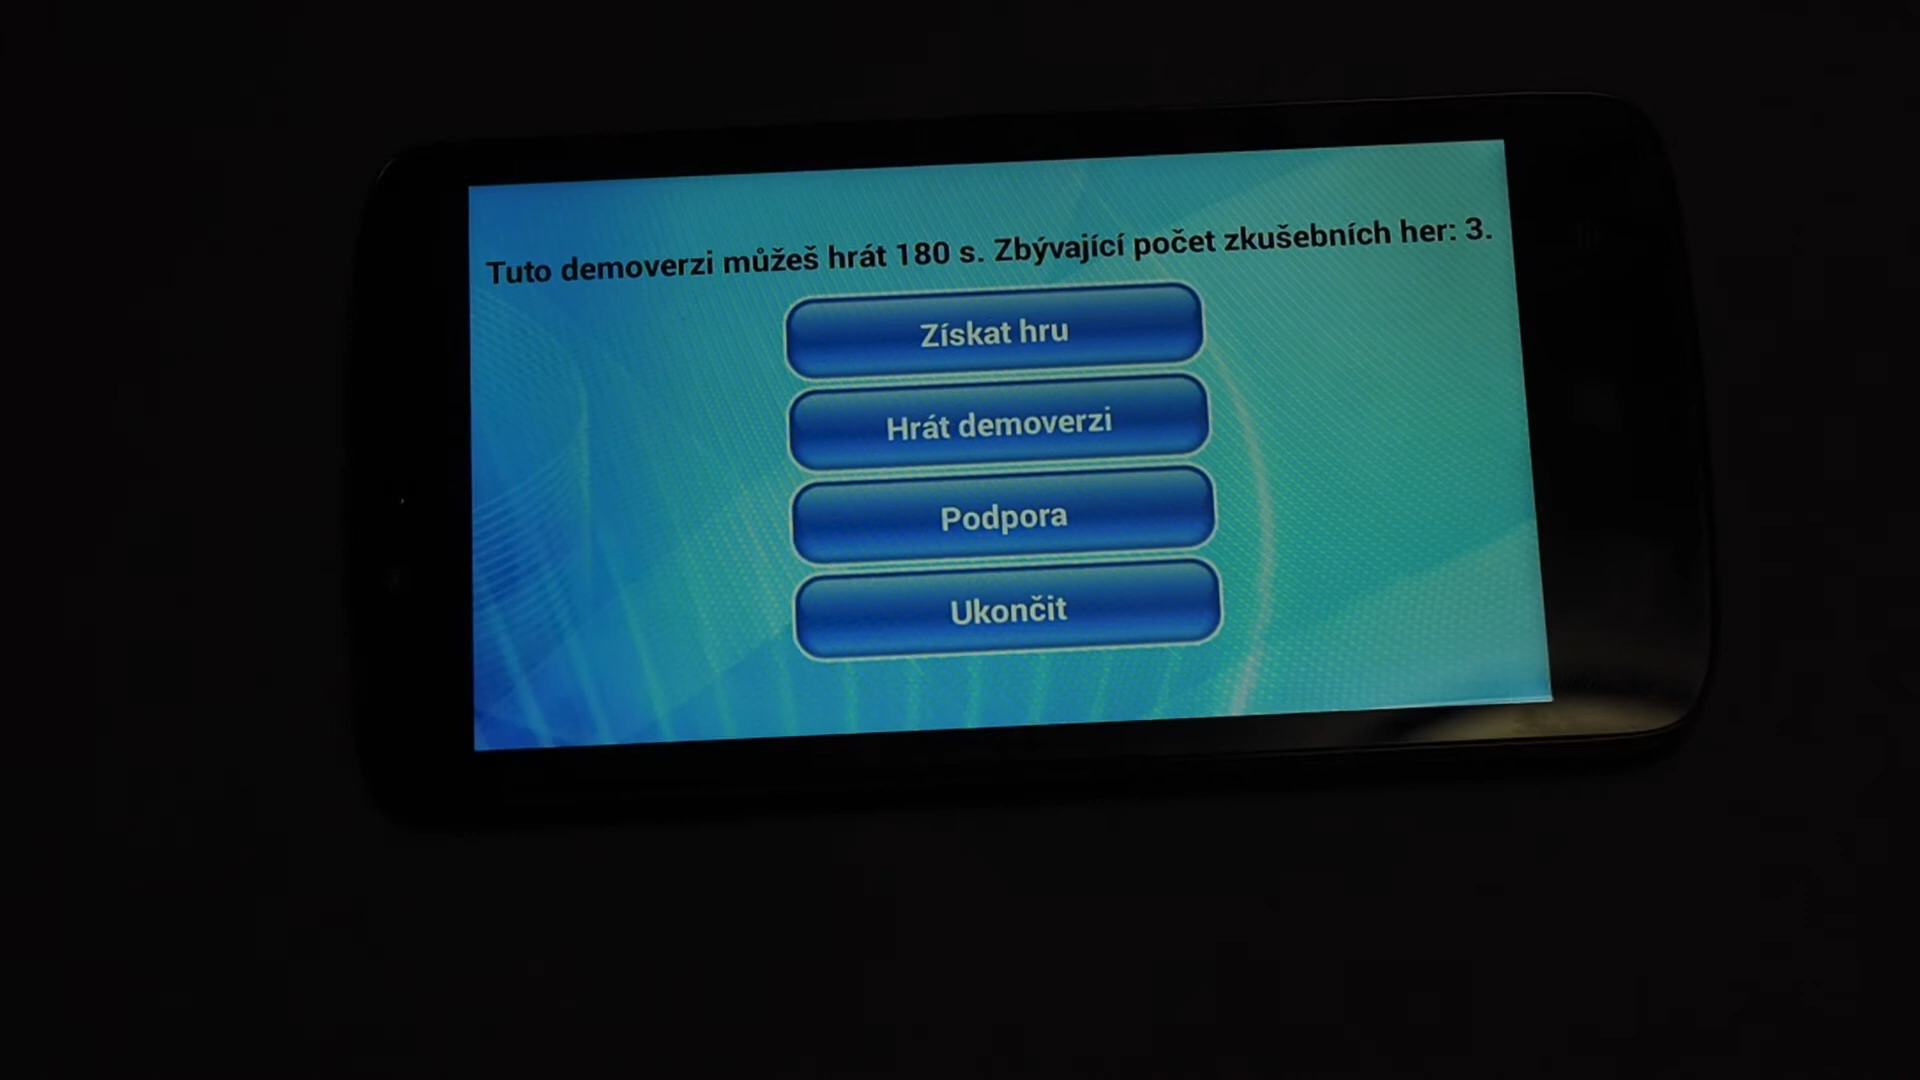 Tuto demoverzi můžeš hrát 180 s. Zbývající počet zkušebních her: 3.
Získat hru
Hrát demoverzi
Podpora
Ukončit